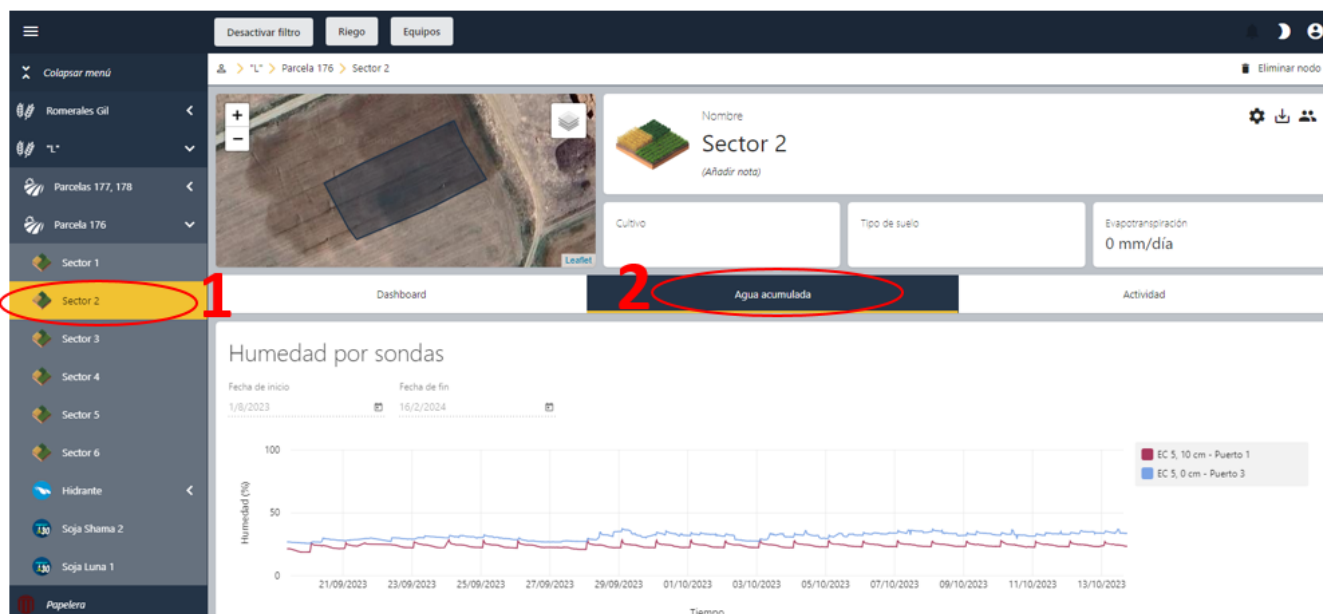 Desactivar filtro Riego Equipos
Colapsar menú
"L" Parcela 176 Sector 2
Eliminar nodo
Romerales Gil
"L"
Parcelas 177, 178
Parcela 176
Sector 1
Sector 2
Sector 3
Sector 4
Sector 5
Sector 6
Hidrante
Soja Shama 2
Soja Luna 1
Papelera
1
+
−
Leaflet
Nombre
Sector 2
(Añadir nota)
Cultivo
Tipo de suelo
Evapotranspiración
0 mm/día
Dashboard
2
Agua acumulada
Actividad
Humedad por sondas
Fecha de inicio Fecha de fin
1/8/2023 16/2/2024
Humedad (%)
100
50
0
21/09/2023 23/09/2023 25/09/2023 27/09/2023 29/09/2023 01/10/2023 03/10/2023 05/10/2023 07/10/2023 09/10/2023 11/10/2023 13/10/2023
Tiempo
EC 5, 10 cm - Puerto 1
EC 5, 0 cm - Puerto 3